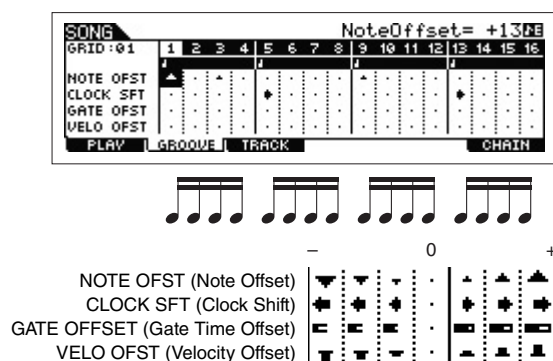 SONG NoteOffset= +13
GRID:01 1 2 3 4 5 6 7 8 9 10 11 12 13 14 15 16
NOTE OFST
CLOCK SFT
GATE OFST
VELO OFST
PLAY GROOVE TRACK CHAIN
– 0 +
NOTE OFST (Note Offset)
CLOCK SFT (Clock Shift)
GATE OFFSET (Gate Time Offset)
VELO OFST (Velocity Offset)